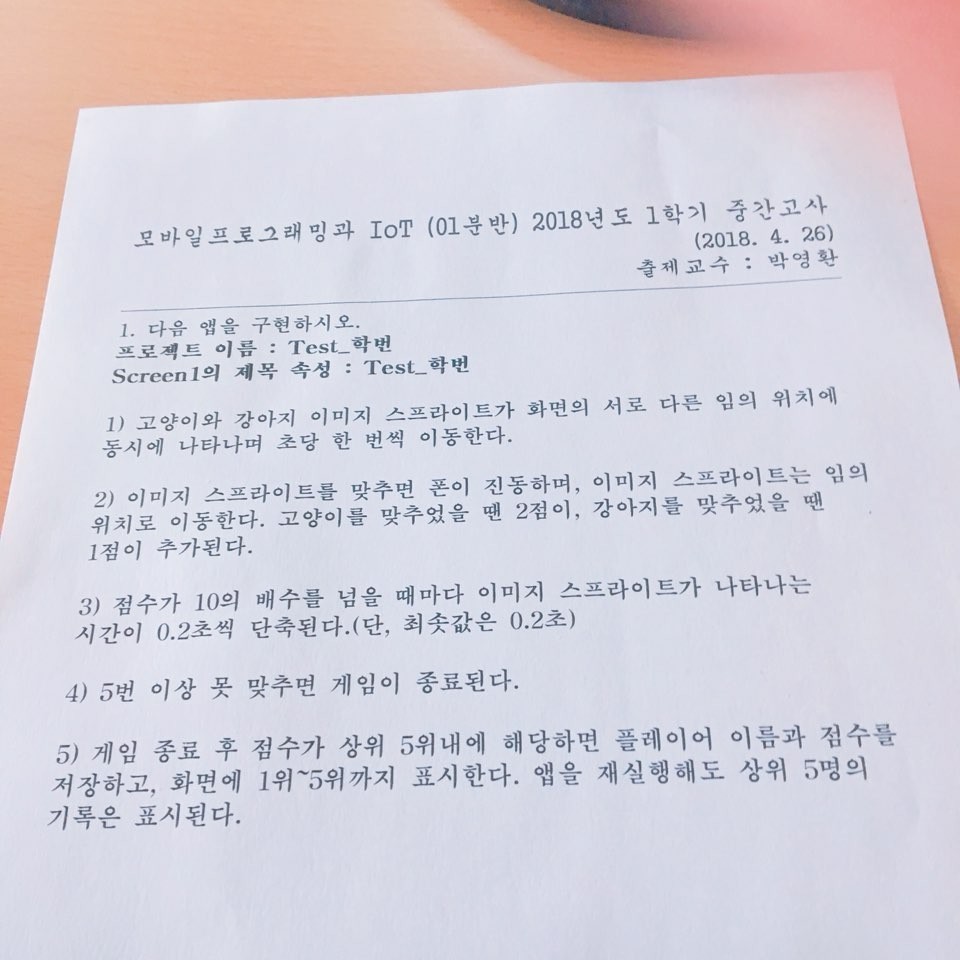 모바일프로그래밍과 IoT (01분반) 2018년도 1학기 중간고사
(2018. 4. 26)
출제교수 : 박영환
1. 다음 앱을 구현하시오.
프로젝트 이름 : Test_학번
Screen1의 제목 속성 : Test_학번
1) 고양이와 강아지 이미지 스프라이트가 화면의 서로 다른 임의 위치에
동시에 나타나며 초당 한 번씩 이동한다.
2) 이미지 스프라이트를 맞추면 폰이 진동하며, 이미지 스프라이트는 임의
위치로 이동한다. 고양이를 맞추었을 땐 2점이, 강아지를 맞추었을 땐
1점이 추가된다.
3) 점수가 10의 배수를 넘을 때마다 이미지 스프라이트가 나타나는
시간이 0.2초씩 단축된다.(단, 최솟값은 0.2초)
4) 5번 이상 못 맞추면 게임이 종료된다.
5) 게임 종료 후 점수가 상위 5위내에 해당하면 플레이어 이름과 점수를
저장하고, 화면에 1위~5위까지 표시한다. 앱을 재실행해도 상위 5명의
기록은 표시된다.